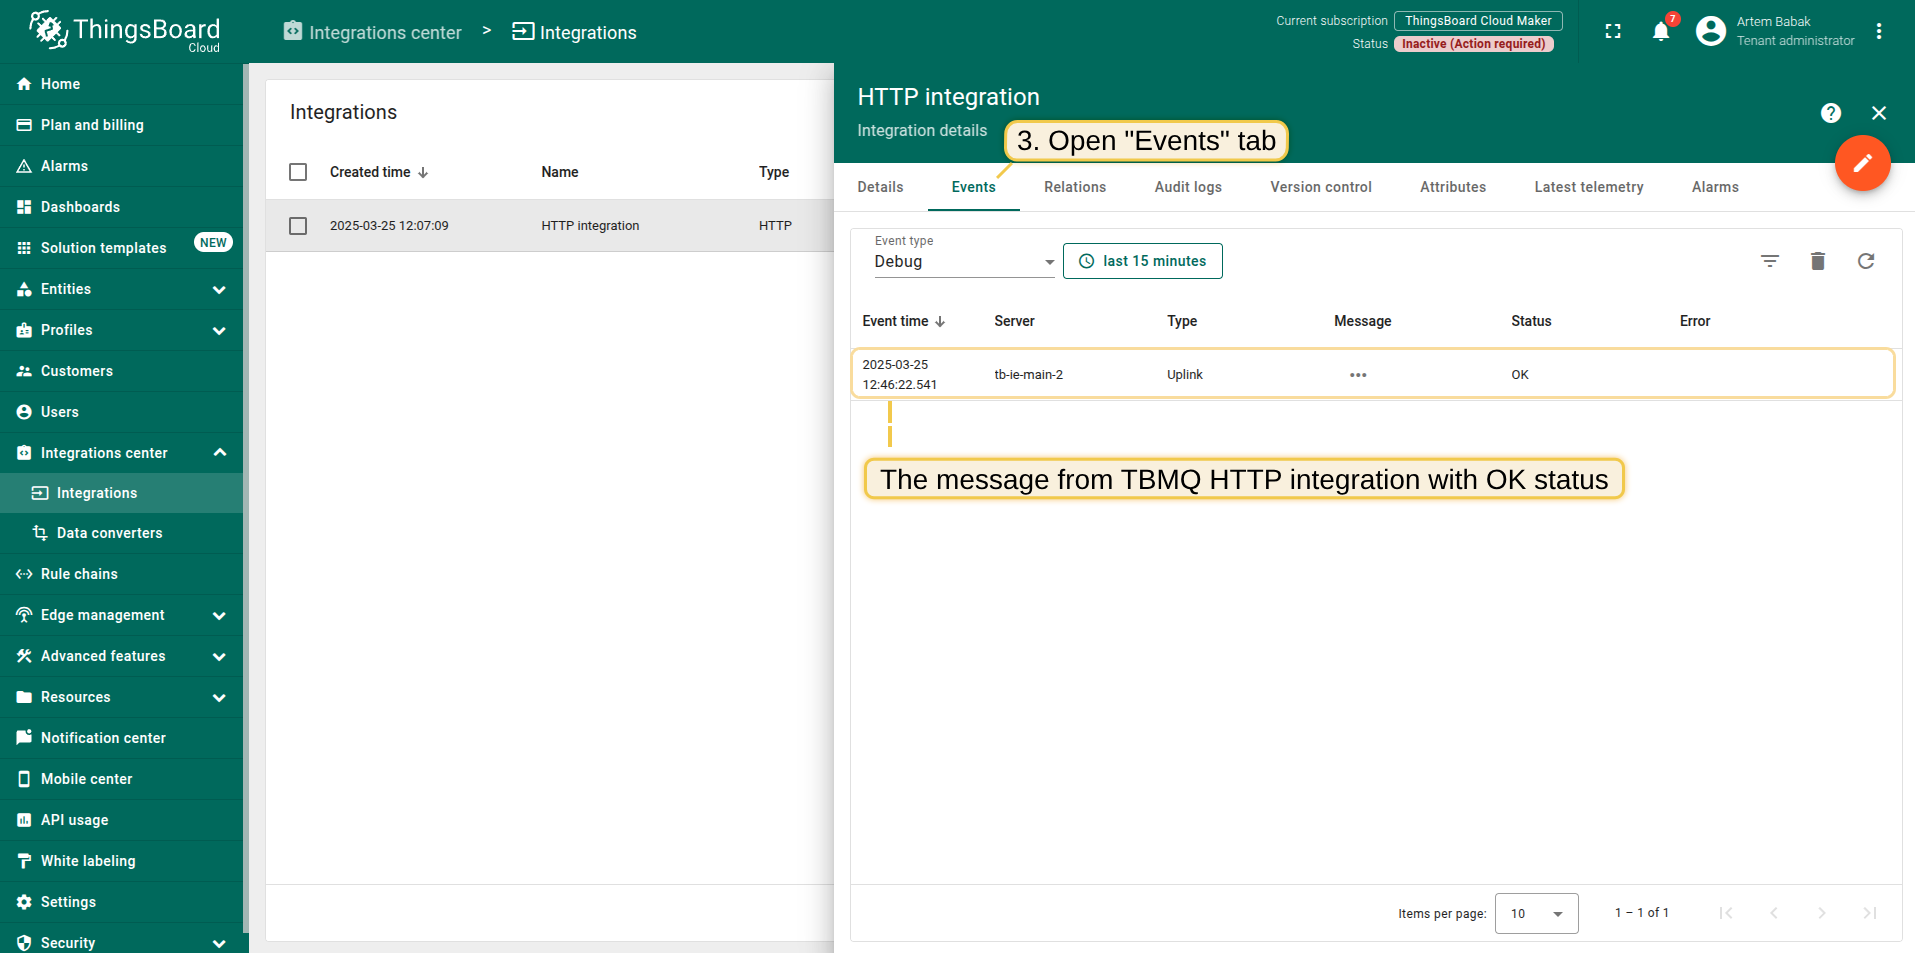 ThingsBoard
Cloud
Integrations center > Integrations
Current subscription ThingsBoard Cloud Maker
Status Inactive (Action required)
7
Artem Babak
Tenant administrator
Home
Plan and billing
Alarms
Dashboards
Solution templates NEW
Entities
Profiles
Customers
Users
Integrations center
Integrations
Data converters
Rule chains
Edge management
Advanced features
Resources
Notification center
Mobile center
API usage
White labeling
Settings
Security
Integrations
Created time Name Type
2025-03-25 12:07:09 HTTP integration HTTP
HTTP integration
Integration details
3. Open "Events" tab
Details Events Relations Audit logs Version control Attributes Latest telemetry Alarms
Event type
Debug
last 15 minutes
Event time Server Type Message Status Error
2025-03-25
12:46:22.541
tb-ie-main-2 Uplink ••• OK
The message from TBMQ HTTP integration with OK status
Items per page: 10 1 – 1 of 1